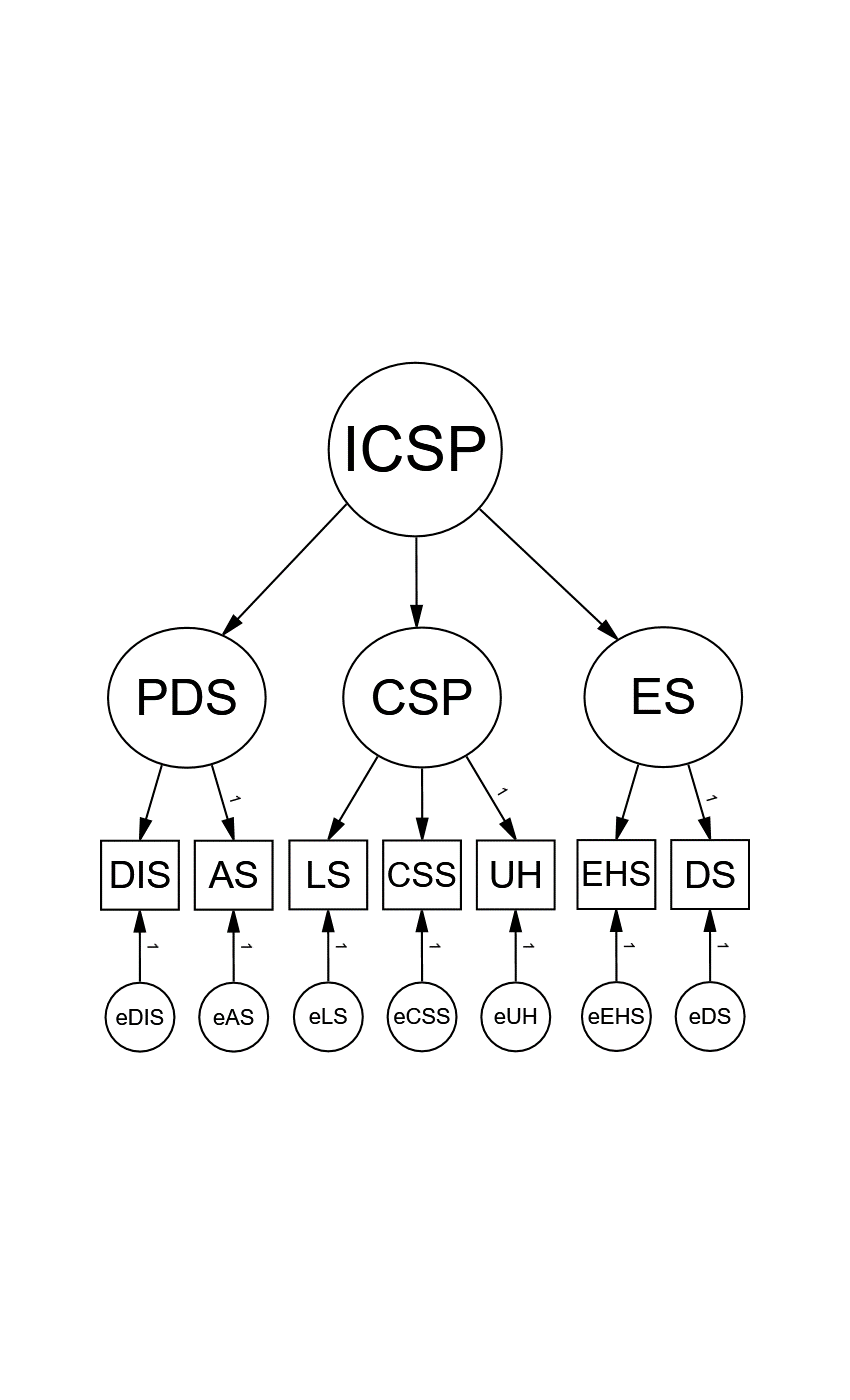 ICSP
PDS CSP ES
1 1 1
DIS AS LS CSS UH EHS DS
1 1 1 1 1 1 1
eDIS eAS eLS eCSS eUH eEHS eDS